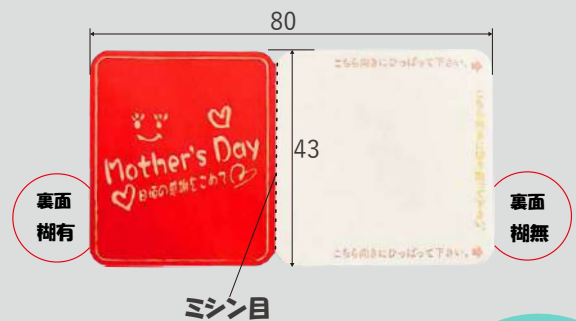 80
こちら向きにひっぱって下さい。
43
Mother's Day
日頃の感謝をこめて
裏面
糊有
裏面
糊無
こちら向きにひっぱって下さい。
ミシン目